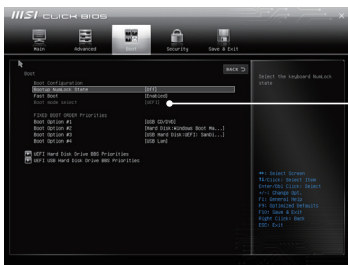 MSI CLICK BIOS
Main
Advanced
Boot
Security
Save & Exit
BACK
Boot
Boot Configuration
Bootup NumLock State [Off]
Fast Boot [Enabled]
Boot mode select [UEFI]
FIXED BOOT ORDER Priorities
Boot Option #1 [USB CD/DVD]
Boot Option #2 [Hard Disk:Windows Boot Ma...]
Boot Option #3 [USB Hard Disk:UEFI: SanDi...]
Boot Option #4 [USB Lan]
UEFI Hard Disk Drive BBS Priorities
UEFI USB Hard Disk Drive BBS Priorities
Select the keyboard NumLock
state
↔: Select Screen
↑↓/Click: Select Item
Enter/Dbl Click: Select
+/-: Change Opt.
F1: General Help
F9: Optimized Defaults
F10: Save & Exit
Right Click: Back
ESC: Exit